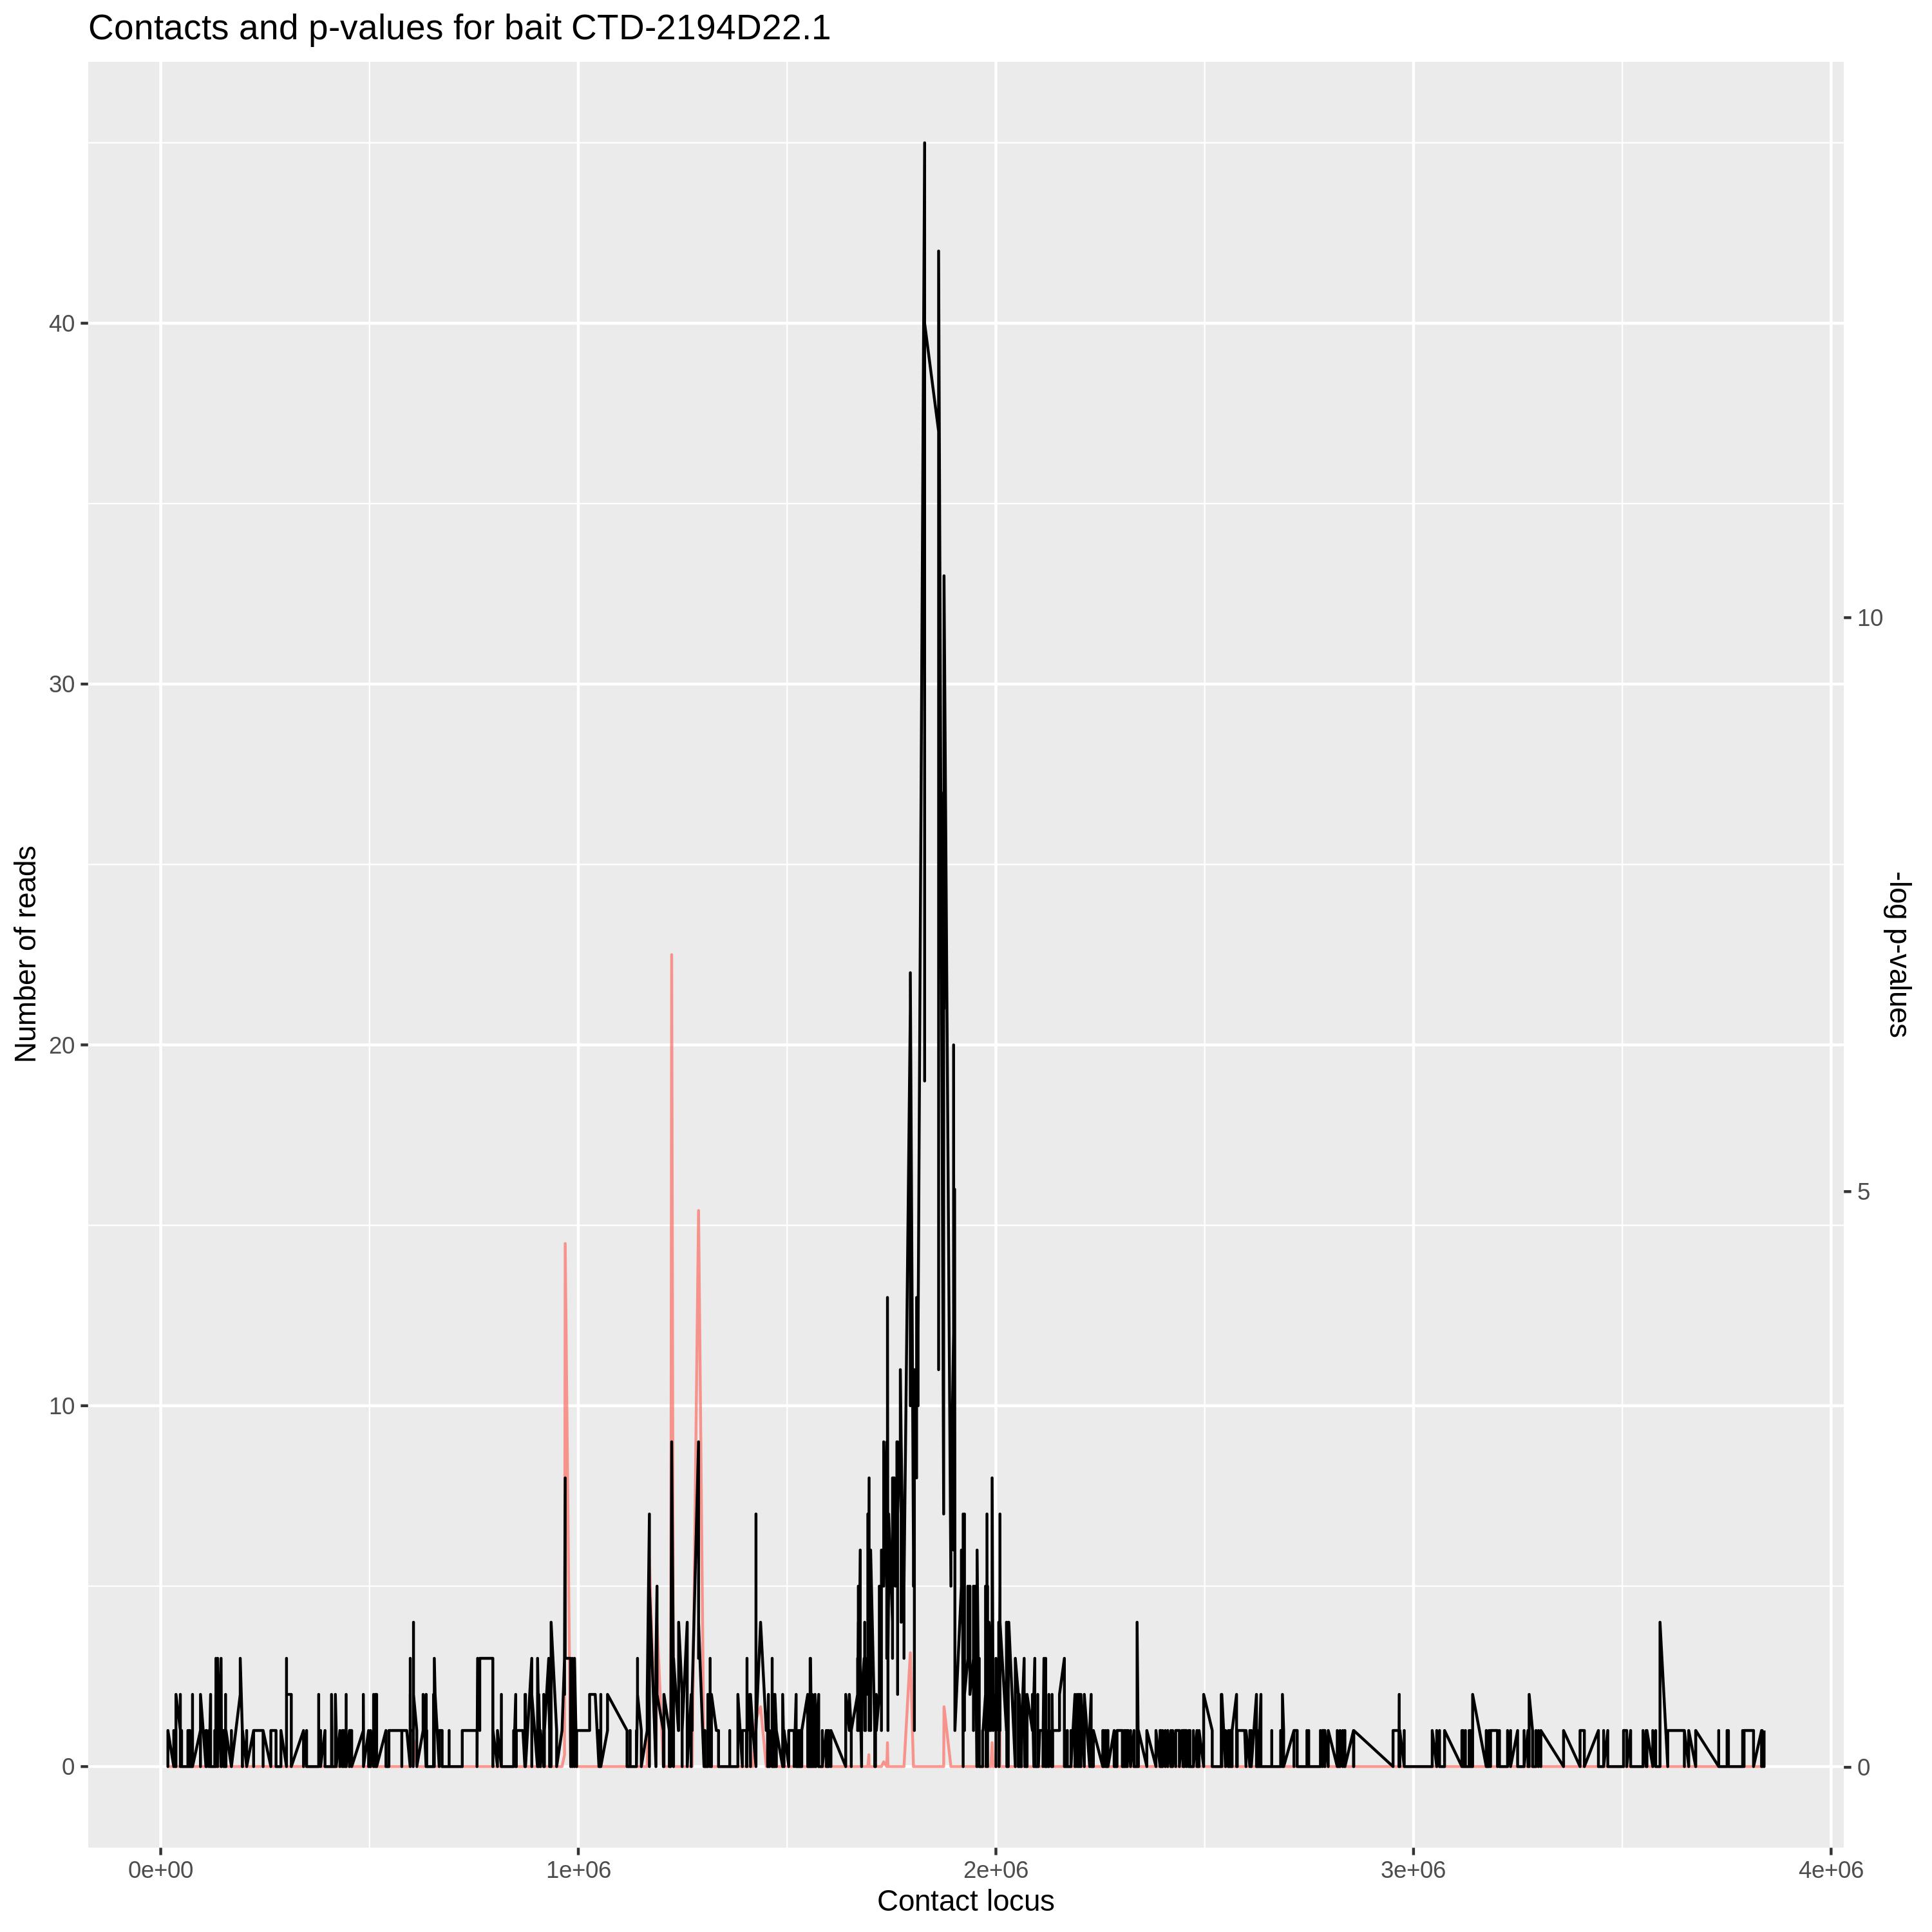 Contacts and p-values for bait CTD-2194D22.1
Number of reads
40
30
20
10
0
10
5
0
-log p-values
0e+00 1e+06 2e+06 3e+06 4e+06
Contact locus